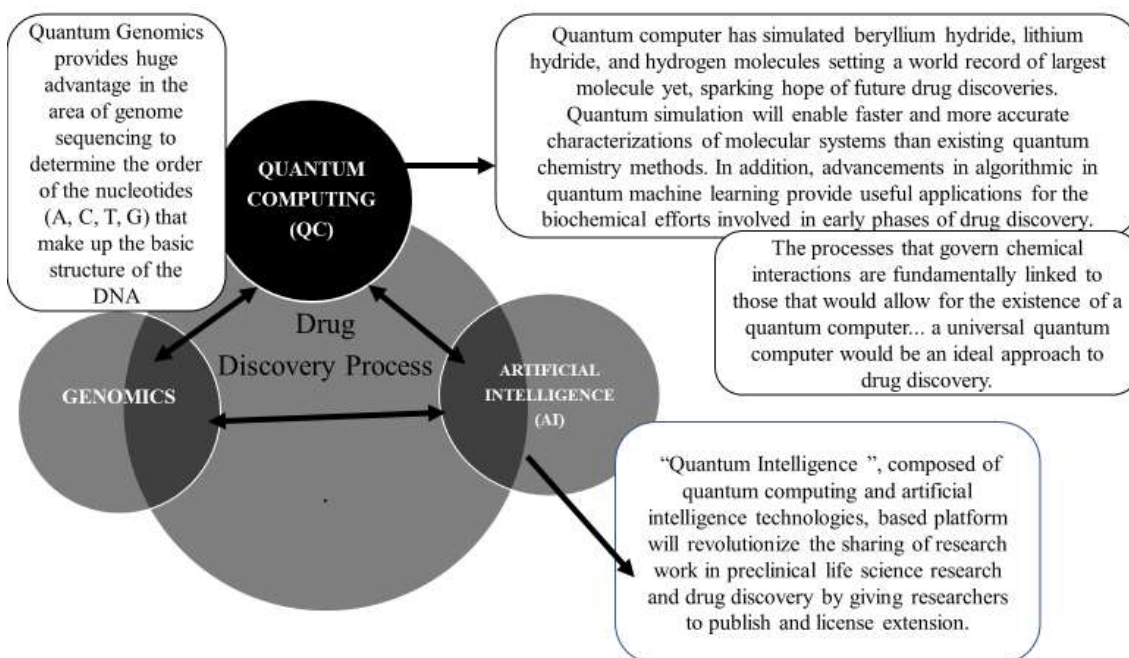 Quantum Genomics
provides huge
advantage in the
area of genome
sequencing to
determine the order
of the nucleotides
(A, C, T, G) that
make up the basic
structure of the
DNA
Quantum computer has simulated beryllium hydride, lithium
hydride, and hydrogen molecules setting a world record of largest
molecule yet, sparking hope of future drug discoveries.
Quantum simulation will enable faster and more accurate
characterizations of molecular systems than existing quantum
chemistry methods. In addition, advancements in algorithmic in
quantum machine learning provide useful applications for the
biochemical efforts involved in early phases of drug discovery.
QUANTUM
COMPUTING
(QC)
The processes that govern chemical
interactions are fundamentally linked to
those that would allow for the existence of a
quantum computer... a universal quantum
computer would be an ideal approach to
drug discovery.
Drug
Discovery Process
GENOMICS
ARTIFICIAL
INTELLIGENCE
(AI)
.
“Quantum Intelligence ”, composed of
quantum computing and artificial
intelligence technologies, based platform
will revolutionize the sharing of research
work in preclinical life science research
and drug discovery by giving researchers
to publish and license extension.